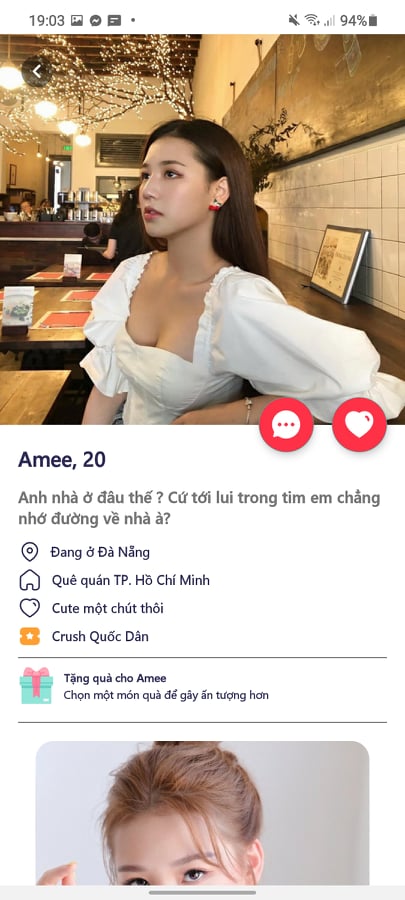 19:03
94%
Amee, 20
Anh nhà ở đâu thế ? Cứ tới lui trong tim em chẳng
nhớ đường về nhà à?
Đang ở Đà Nẵng
Quê quán TP. Hồ Chí Minh
Cute một chút thôi
Crush Quốc Dân
Tặng quà cho Amee
Chọn một món quà để gây ấn tượng hơn